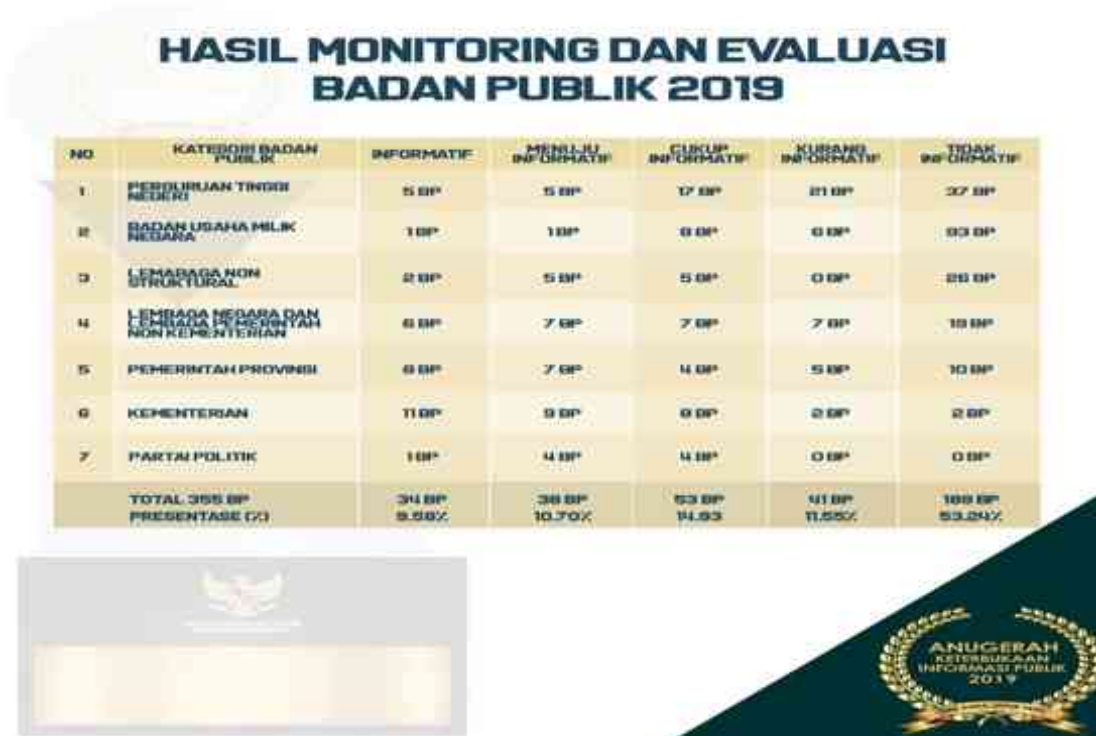 HASIL MONITORING DAN EVALUASI
BADAN PUBLIK 2019
NO KATEGORI BADAN PUBLIK INFORMATIF MENUJU INFORMATIF CUKUP INFORMATIF KURANG INFORMATIF TIDAK INFORMATIF
1 PERGURUAN TINGGI NEGERI 5 BP 5 BP 17 BP 21 BP 37 BP
2 BADAN USAHA MILIK NEGARA 1 BP 1 BP 8 BP 6 BP 93 BP
3 LEMABAGA NON STRUKTURAL 2 BP 5 BP 5 BP 0 BP 26 BP
4 LEMBAGA NEGARA DAN LEMBAGA PEMERINTAH NON KEMENTERIAN 6 BP 7 BP 7 BP 7 BP 19 BP
5 PEMERINTAH PROVINSI 8 BP 7 BP 4 BP 5 BP 10 BP
6 KEMENTERIAN 11 BP 9 BP 8 BP 2 BP 2 BP
7 PARTAI POLITIK 1 BP 4 BP 4 BP 0 BP 0 BP
TOTAL 355 BP 34 BP 38 BP 53 BP 41 BP 189 BP
PRESENTASE (%) 9.58% 10.70% 14.93 11.55% 53.24%
ANUGERAH
KETERBUKAAN
INFORMASI PUBLIK
2019